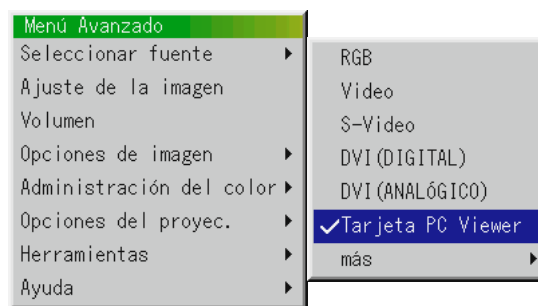 Menú Avanzado
Seleccionar fuente
Ajuste de la imagen
Volumen
Opciones de imagen
Administración del color
Opciones del proyec.
Herramientas
Ayuda
RGB
Video
S-Video
DVI(DIGITAL)
DVI(ANALÓGICO)
Tarjeta PC Viewer
más